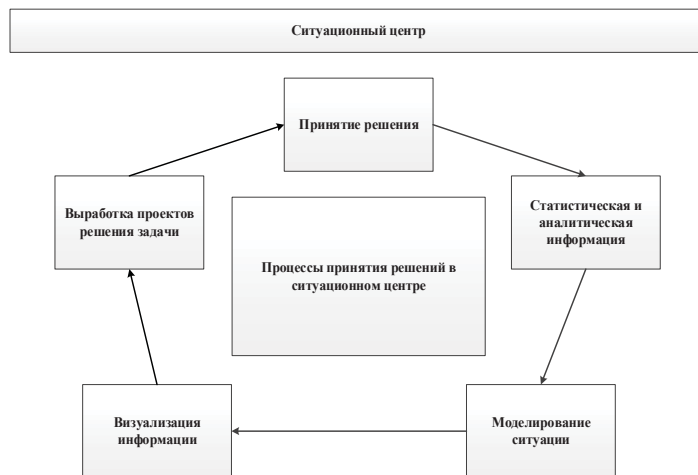 Ситуационный центр
Принятие решения
Выработка проектов
решения задачи
Статистическая и
аналитическая
информация
Процессы принятия решений в
ситуационном центре
Визуализация
информации
Моделирование
ситуации